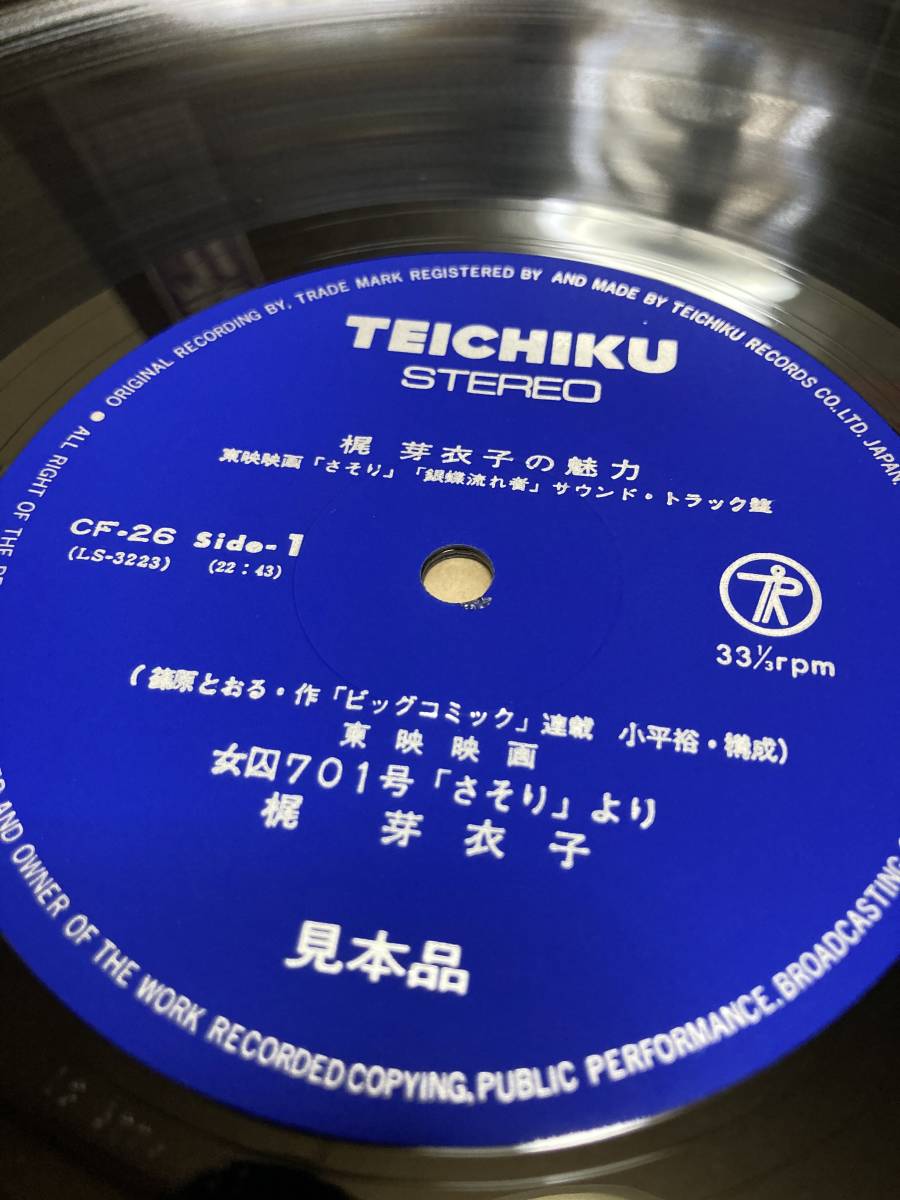 ● ORIGINAL RECORDING BY, TRADE MARK REGISTERED BY AND MADE BY TEICHIKU RECORDS CO., LTD. JAPAN.
TEICHIKU
STEREO
梶 芽衣子の魅力
東映映画「さそり」「銀蝶流れ者」サウンド・トラック盤
CF-26 Side-1
(LS-3223) (22:43)
33⅓rpm
(篠原とおる・作「ビッグコミック」連載 小平裕・構成)
東映映画
女囚701号「さそり」より
梶 芽衣子
見本品
● ALL RIGHT OF THE
AND OWNER OF THE WORK RECORDED COPYING, PUBLIC PERFORMANCE, BROADCASTING